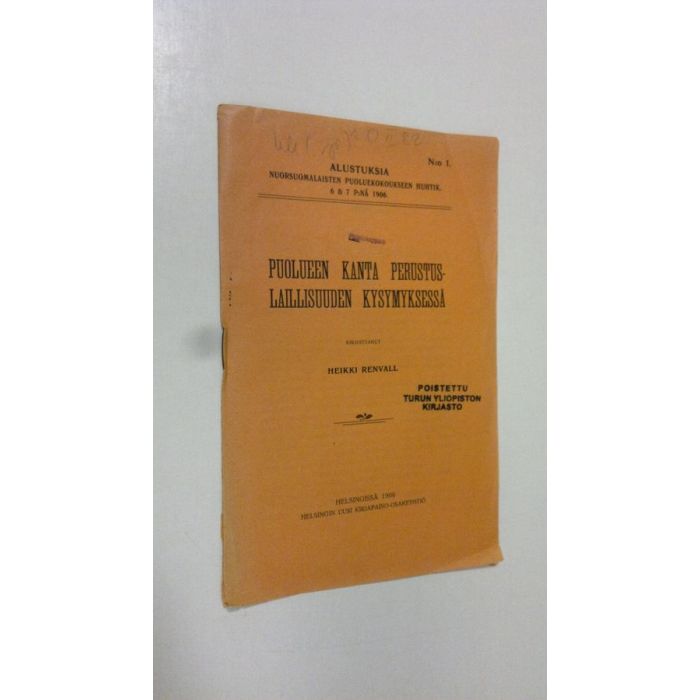 N:o 1.
ALUSTUKSIA
NUORSUOMALAISTEN PUOLUEKOKOUKSEEN HUHTIK.
6 & 7 P:NÄ 1906.
PUOLUEEN KANTA PERUSTUS-
LAILLISUUDEN KYSYMYKSESSÄ
KIRJOITTANUT
HEIKKI RENVALL
POISTETTU
TURUN YLIOPISTON
KIRJASTO
HELSINGISSÄ 1906
HELSINGIN UUSI KIRJAPAINO-OSAKEYHTIÖ